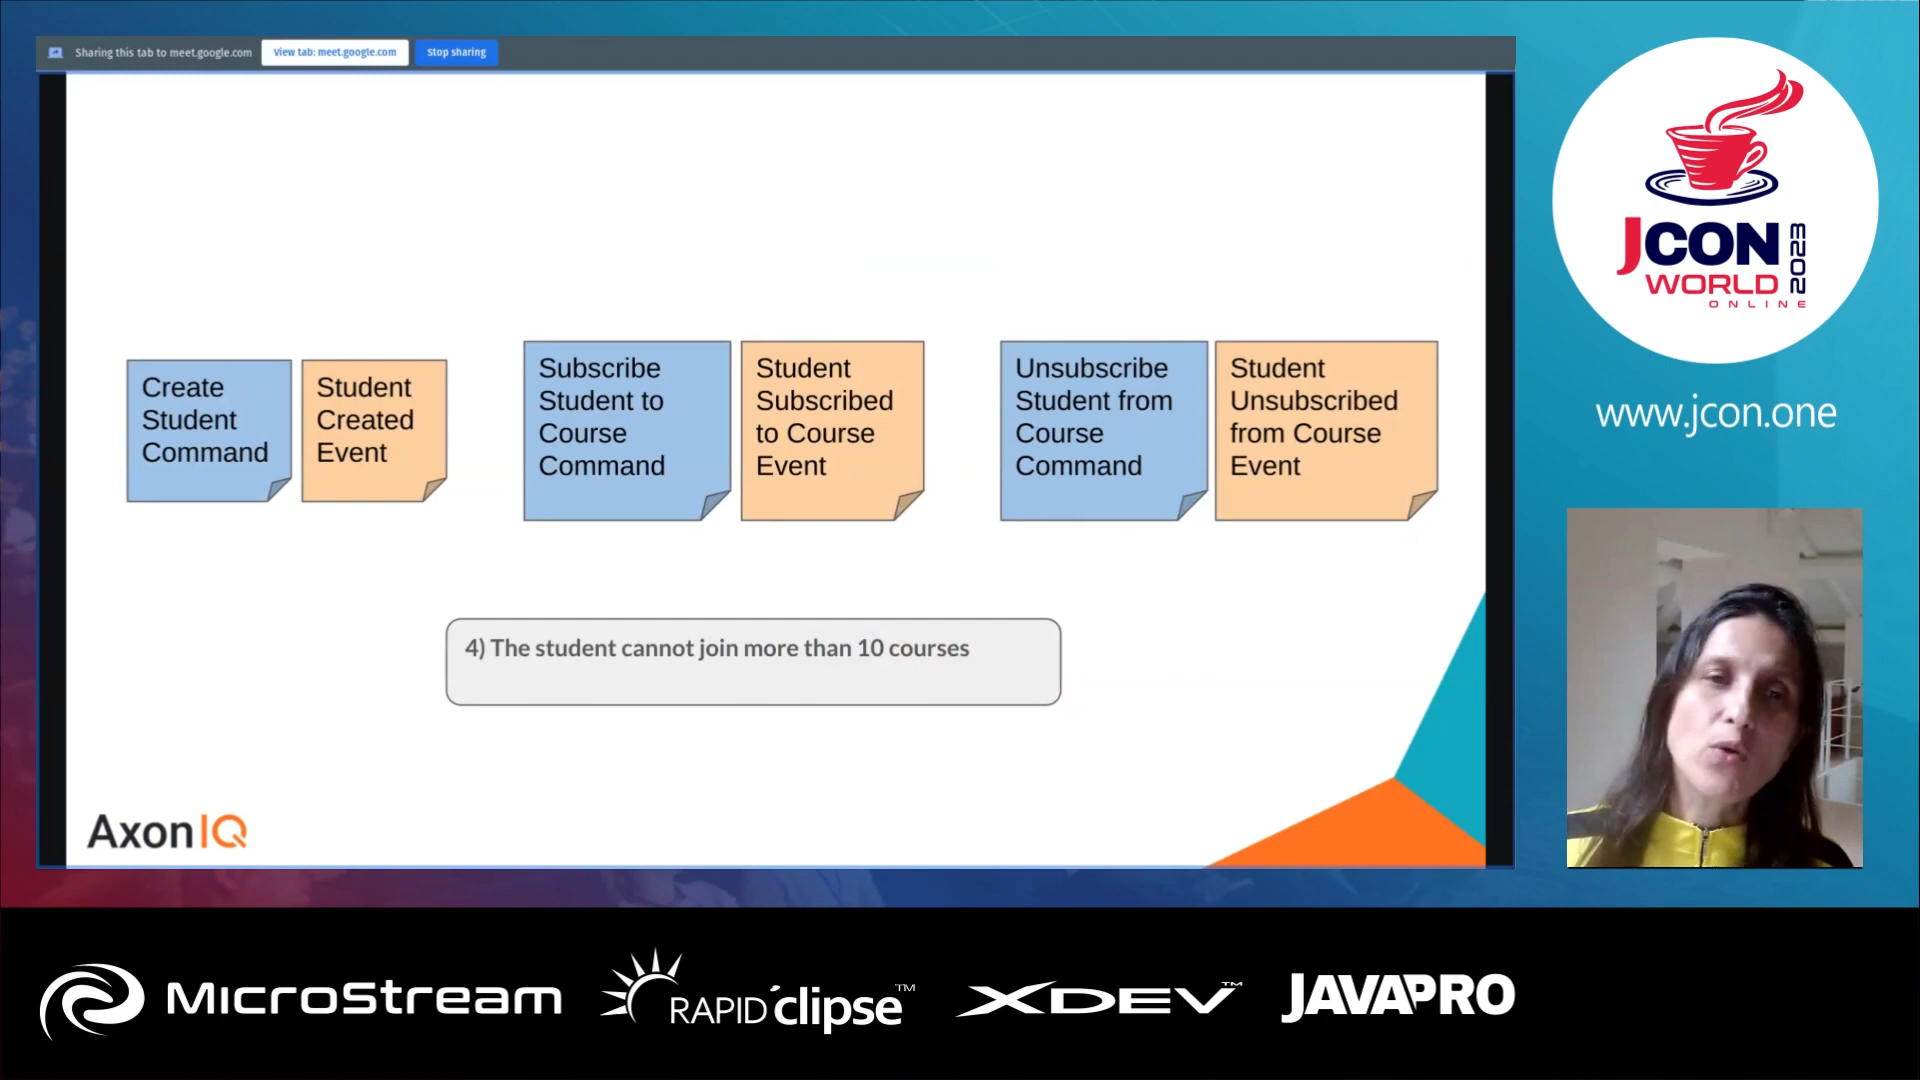 Sharing this tab to meet.google.com
View tab: meet.google.com
Stop sharing
Create
Student
Command
Student
Created
Event
Subscribe
Student to
Course
Command
Student
Subscribed
to Course
Event
Unsubscribe
Student from
Course
Command
Student
Unsubscribed
from Course
Event
4) The student cannot join more than 10 courses
AxonIQ
JCON
WORLD
ONLINE
2023
www.jcon.one
MicroStream
RAPID'clipse™
XDEV™
JAVAPRO